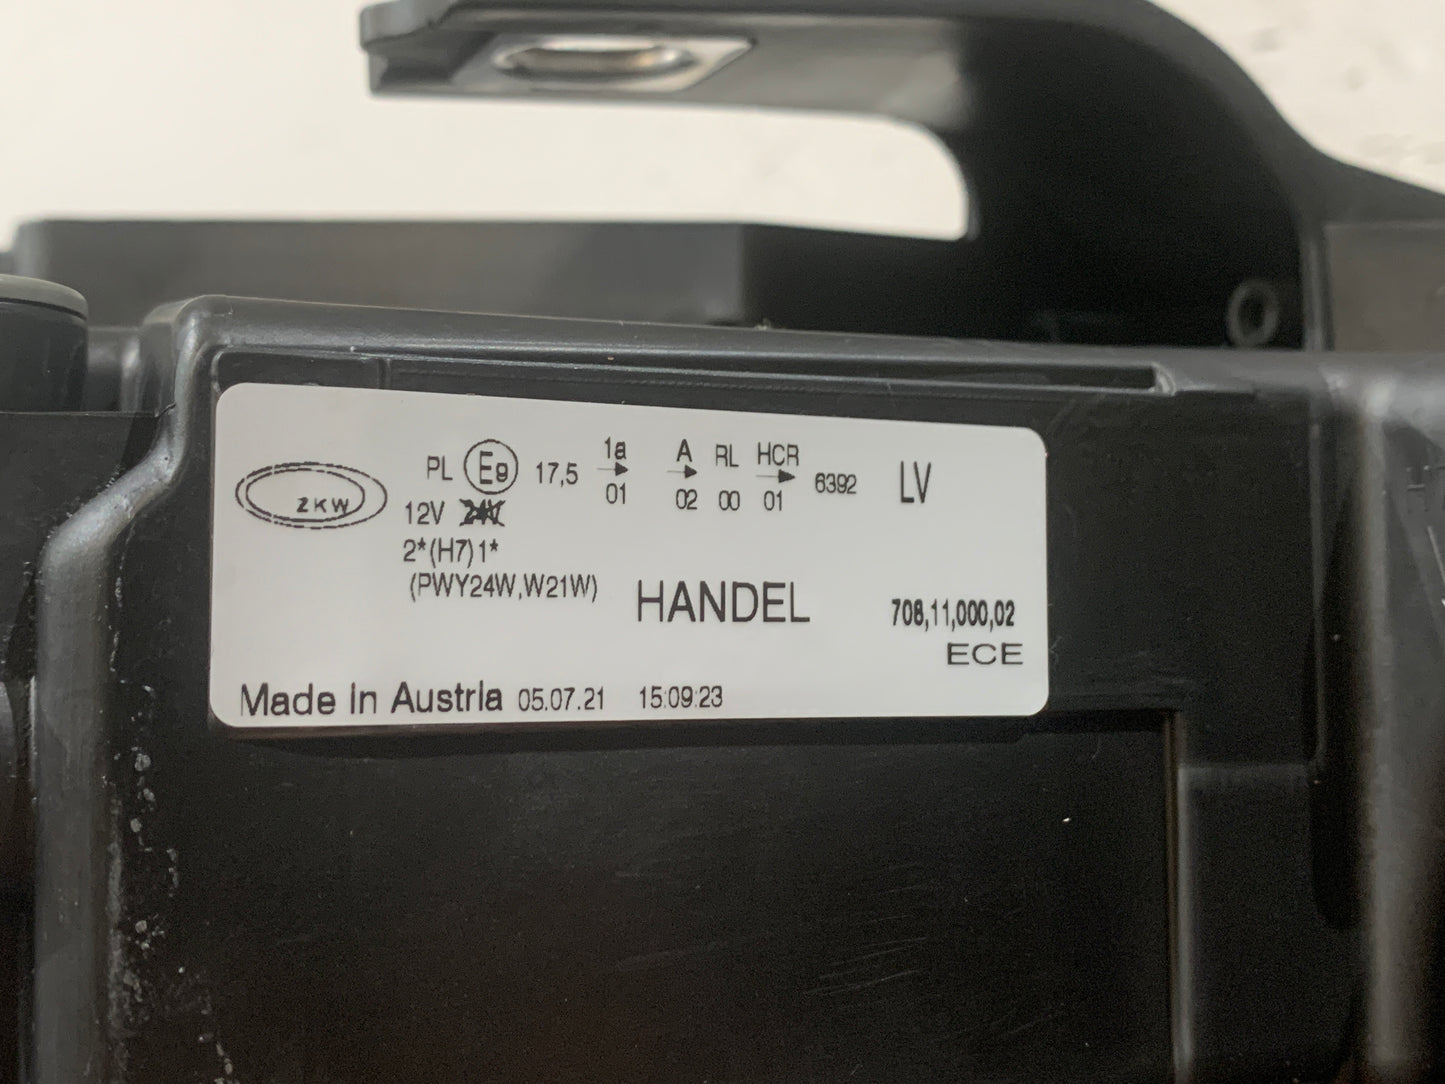 ZKW
PL E9 17,5 1a 01 A 02 RL 00 HCR 01 6392 LV
12V 24V
2*(H7)1*
(PWY24W,W21W)
HANDEL
708,11,000,02
ECE
Made in Austria 05.07.21 15:09:23